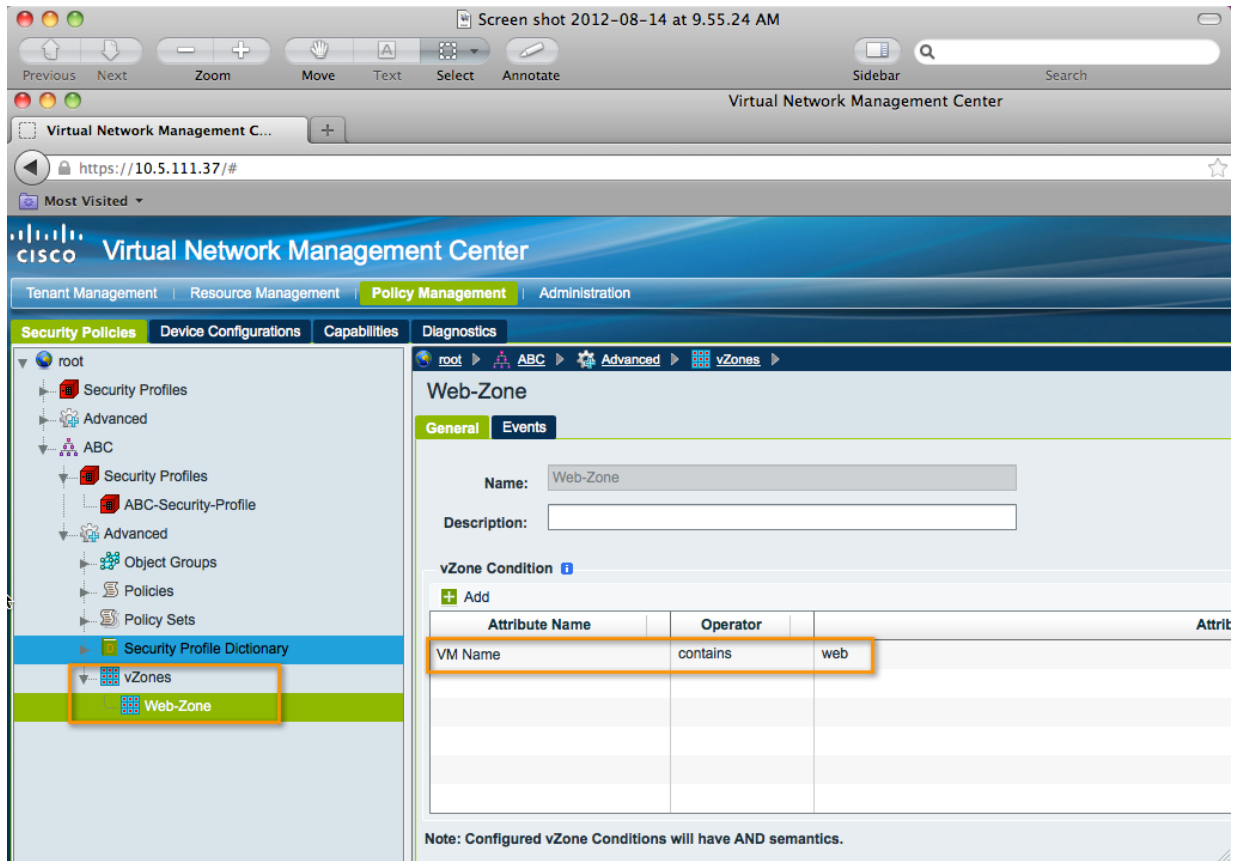 Screen shot 2012-08-14 at 9.55.24 AM
Previous Next Zoom Move Text Select Annotate Sidebar Search
Virtual Network Management Center
Virtual Network Management C...
https://10.5.111.37/#
Most Visited
CISCO Virtual Network Management Center
Tenant Management | Resource Management | Policy Management | Administration
Security Policies Device Configurations Capabilities Diagnostics
root
Security Profiles
Advanced
ABC
Security Profiles
ABC-Security-Profile
Advanced
Object Groups
Policies
Policy Sets
Security Profile Dictionary
vZones
Web-Zone
root ABC Advanced vZones
Web-Zone
General Events
Name: Web-Zone
Description:
vZone Condition
Add
Attribute Name Operator Attrib
VM Name contains web
Note: Configured vZone Conditions will have AND semantics.